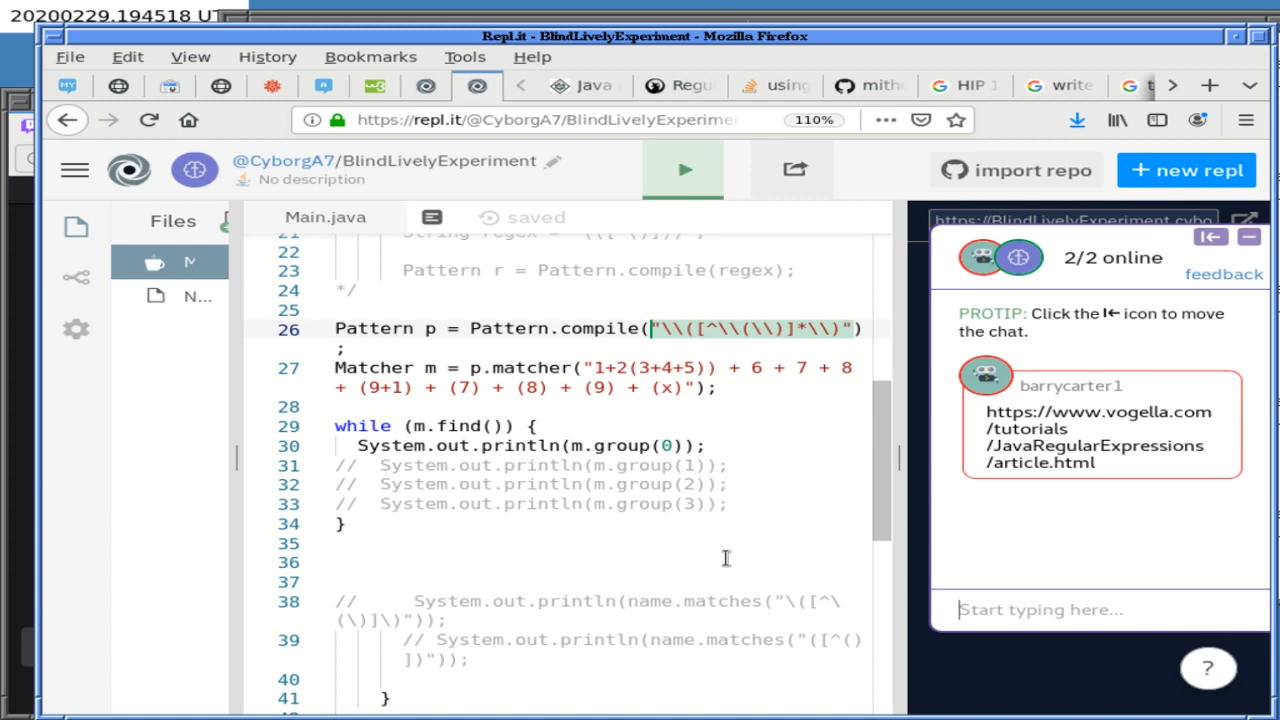 20200229.194518 UT
Repl.it - BlindLivelyExperiment - Mozilla Firefox
File Edit View History Bookmarks Tools Help
MY
Java
Regu
using
mith
HIP 1
write
https://repl.it/@CyborgA7/BlindLivelyExperimer
110%
@CyborgA7/BlindLivelyExperiment
No description
import repo
+ new repl
Files
Main.java
saved
https://BlindLivelyExperiment.cybo
M
N...
21 String regex = "
22
23 Pattern r = Pattern.compile(regex);
24 */
25
26 Pattern p = Pattern.compile("\\([^\\(\\)]*\\)")
;
27 Matcher m = p.matcher("1+2(3+4+5)) + 6 + 7 + 8
+ (9+1) + (7) + (8) + (9) + (x)");
28
29 while (m.find()) {
30 System.out.println(m.group(0));
31 // System.out.println(m.group(1));
32 // System.out.println(m.group(2));
33 // System.out.println(m.group(3));
34 }
35
36
37
38 // System.out.println(name.matches("\([^\
(\)]\)"));
39 // System.out.println(name.matches("([^()
])"));
40
41 }
2/2 online
feedback
PROTIP: Click the icon to move
the chat.
barrycarter1
https://www.vogella.com
/tutorials
/JavaRegularExpressions
/article.html
Start typing here...
?